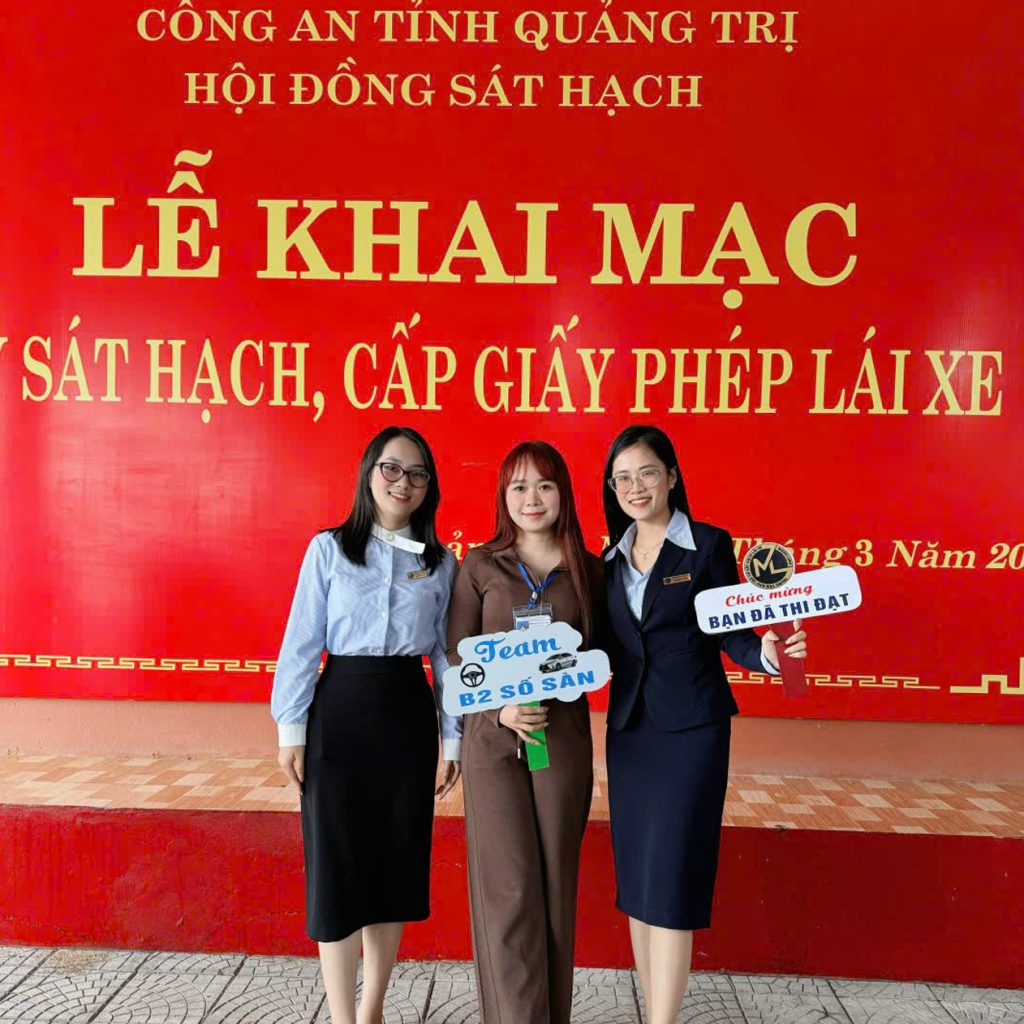 CÔNG AN TỈNH QUẢNG TRỊ
HỘI ĐỒNG SÁT HẠCH
LỄ KHAI MẠC
SÁT HẠCH, CẤP GIẤY PHÉP LÁI XE
Tháng 3 Năm 20
Chúc mừng
BẠN ĐÃ THI ĐẠT
Team
B2 SỐ SÀN